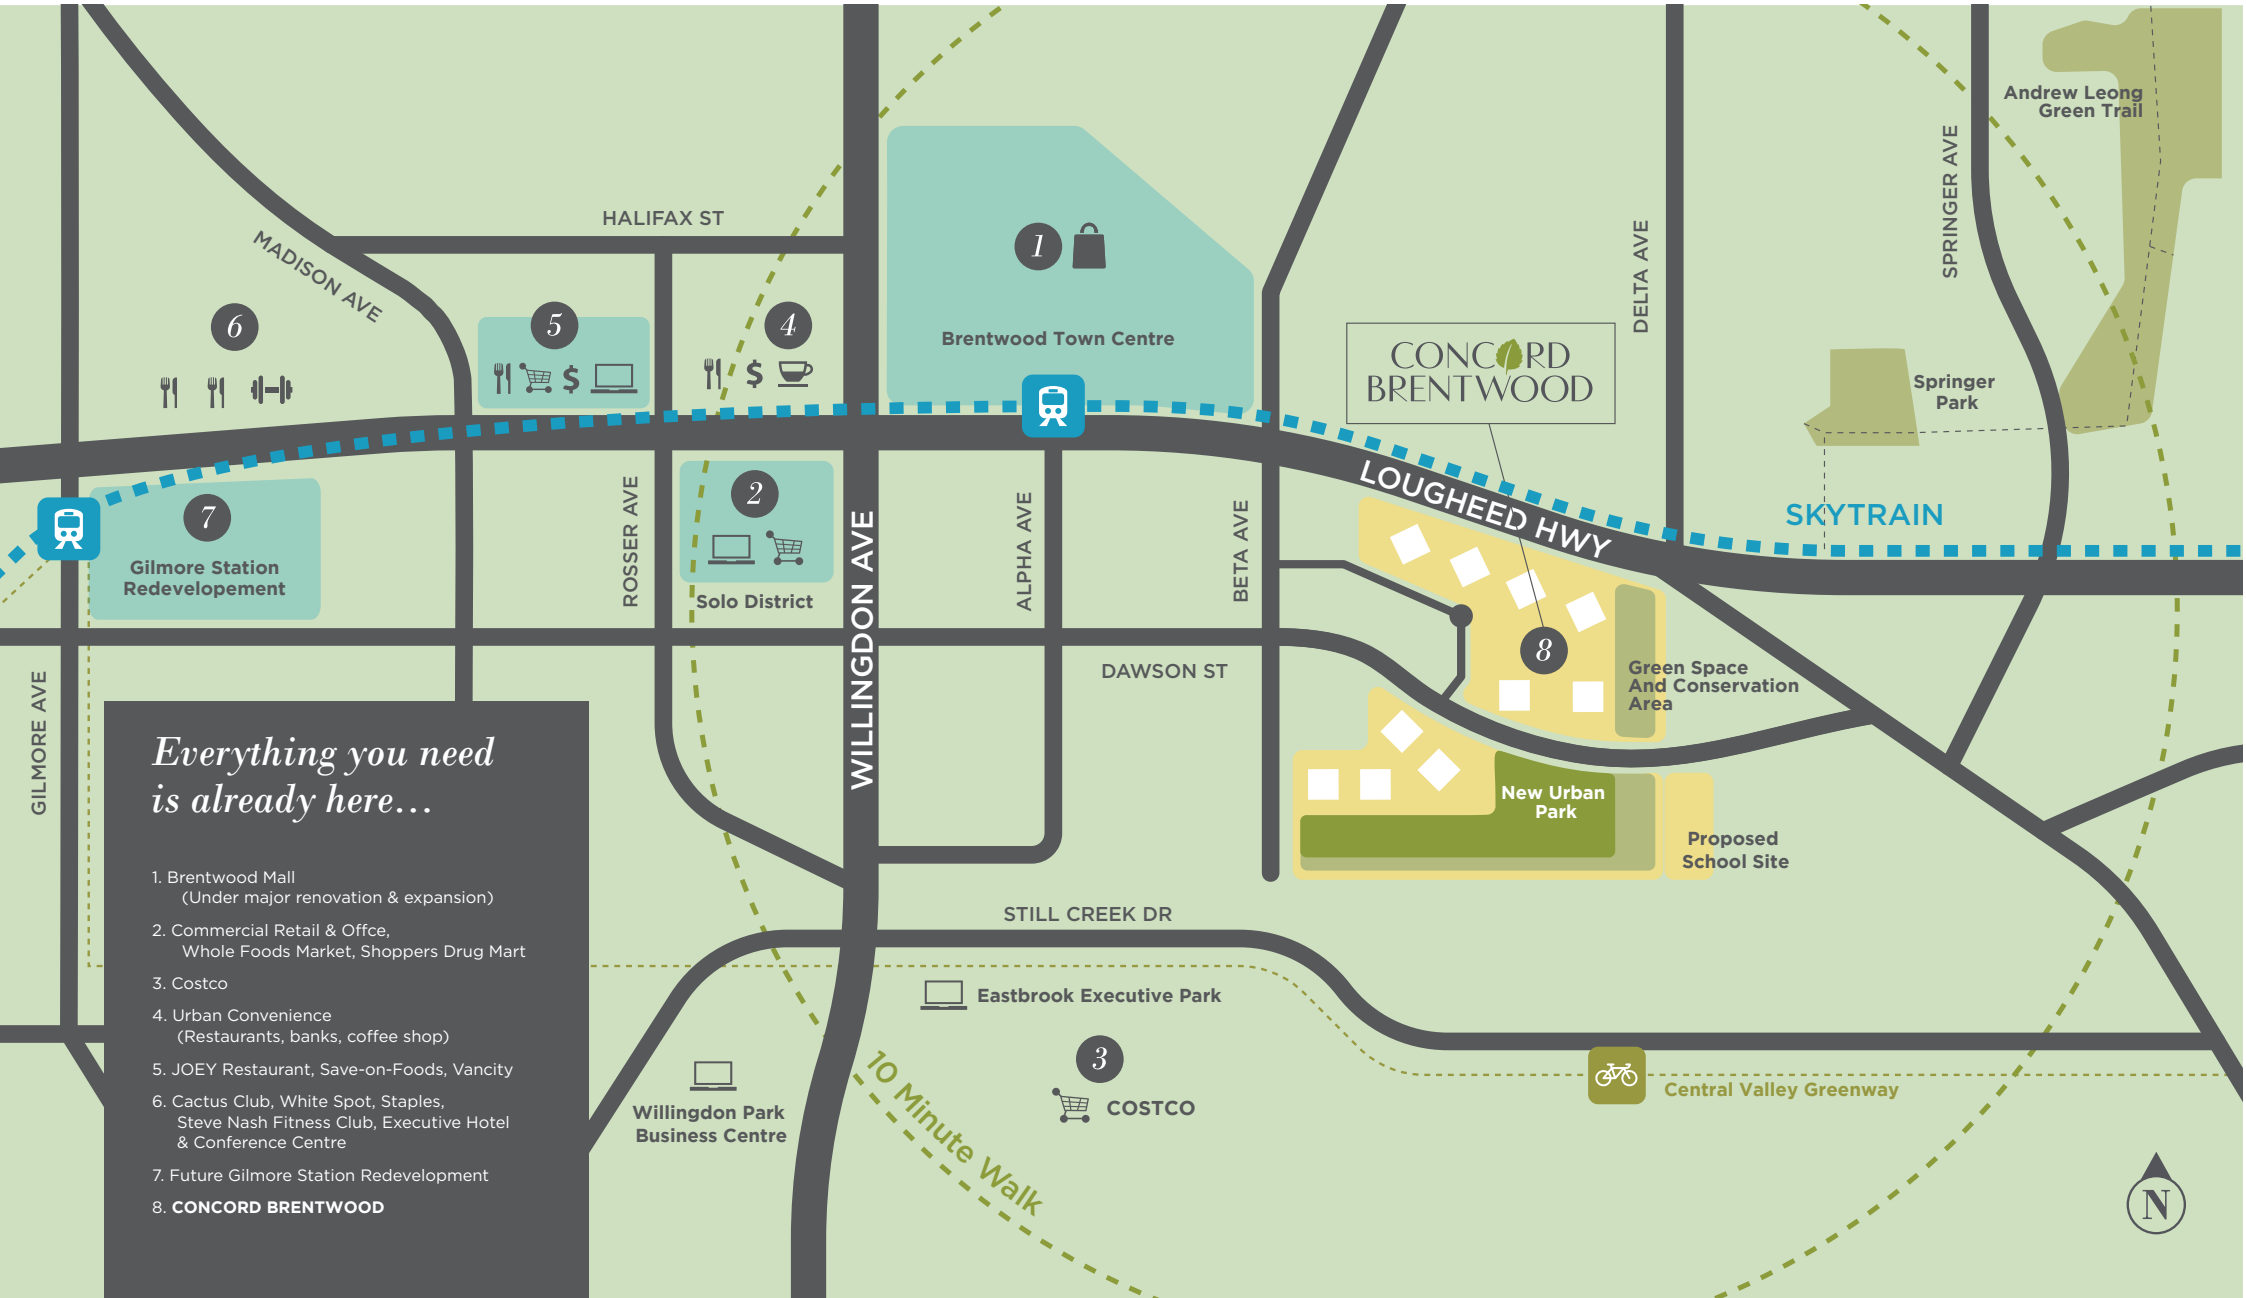 Andrew Leong
Green Trail
SPRINGER AVE
HALIFAX ST
MADISON AVE
DELTA AVE
1
6
5
4
Brentwood Town Centre
CONCORD
BRENTWOOD
Springer
Park
$
$
LOUGHEED HWY
SKYTRAIN
7
Gilmore Station
Redevelopement
ROSSER AVE
2
Solo District
WILLINGDON AVE
ALPHA AVE
BETA AVE
8
Green Space
And Conservation
Area
DAWSON ST
GILMORE AVE
New Urban
Park
Proposed
School Site
Everything you need
is already here...
1. Brentwood Mall
(Under major renovation & expansion)
2. Commercial Retail & Offce,
Whole Foods Market, Shoppers Drug Mart
3. Costco
4. Urban Convenience
(Restaurants, banks, coffee shop)
5. JOEY Restaurant, Save-on-Foods, Vancity
6. Cactus Club, White Spot, Staples,
Steve Nash Fitness Club, Executive Hotel
& Conference Centre
7. Future Gilmore Station Redevelopment
8. CONCORD BRENTWOOD
STILL CREEK DR
Eastbrook Executive Park
3
COSTCO
Willingdon Park
Business Centre
10 Minute Walk
Central Valley Greenway
N